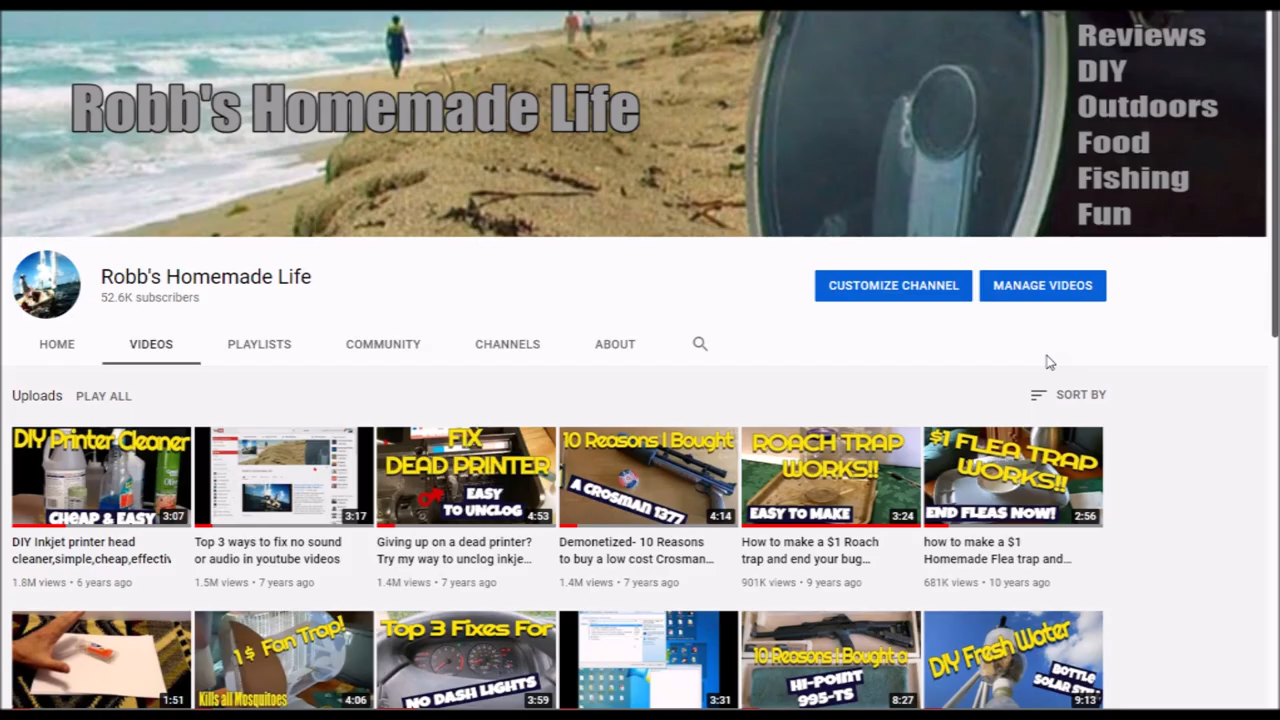 Robb's Homemade Life
Reviews
DIY
Outdoors
Food
Fishing
Fun
Robb's Homemade Life
52.6K subscribers
CUSTOMIZE CHANNEL
MANAGE VIDEOS
HOME
VIDEOS
PLAYLISTS
COMMUNITY
CHANNELS
ABOUT
Uploads
PLAY ALL
SORT BY
DIY Printer Cleaner
CHEAP & EASY
3:07
DIY Inkjet printer head
cleaner,simple,cheap,effectiv
1.8M views • 6 years ago
3:17
Top 3 ways to fix no sound
or audio in youtube videos
1.5M views • 7 years ago
FIX
DEAD PRINTER
EASY
TO UNCLOG
4:53
Giving up on a dead printer?
Try my way to unclog inkje...
1.4M views • 7 years ago
10 Reasons I Bought
A CROSMAN 1377
4:14
Demonetized- 10 Reasons
to buy a low cost Crosman...
1.4M views • 7 years ago
ROACH TRAP
WORKS!!
EASY TO MAKE
3:24
How to make a $1 Roach
trap and end your bug...
901K views • 9 years ago
$1 FLEA TRAP
WORKS!!
END FLEAS NOW!
2:56
how to make a $1
Homemade Flea trap and...
681K views • 10 years ago
1:51
1$ Fan Trap!
Kills all Mosquitoes
4:06
Top 3 Fixes For
NO DASH LIGHTS
3:59
3:31
10 Reasons I Bought a
HI-POINT
995-TS
8:27
DIY Fresh Water
BOTTLE
SOLAR
9:13